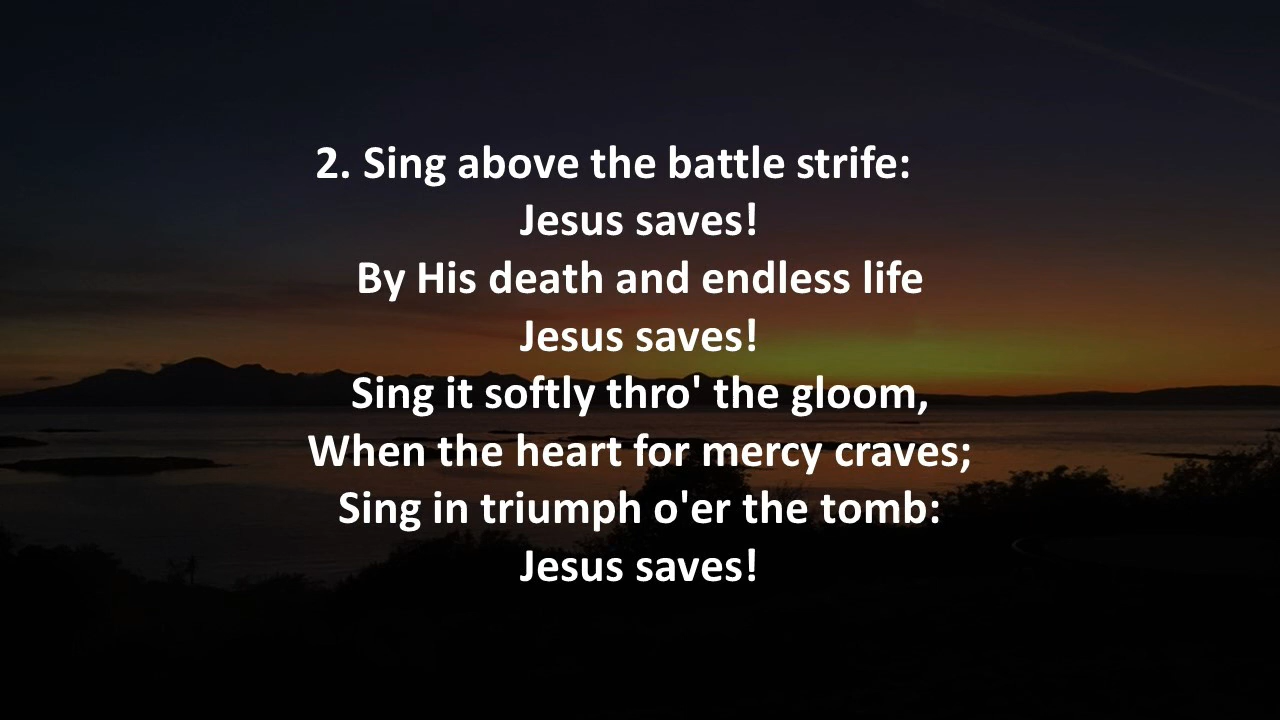 2. Sing above the battle strife:
Jesus saves!
By His death and endless life
Jesus saves!
Sing it softly thro' the gloom,
When the heart for mercy craves;
Sing in triumph o'er the tomb:
Jesus saves!